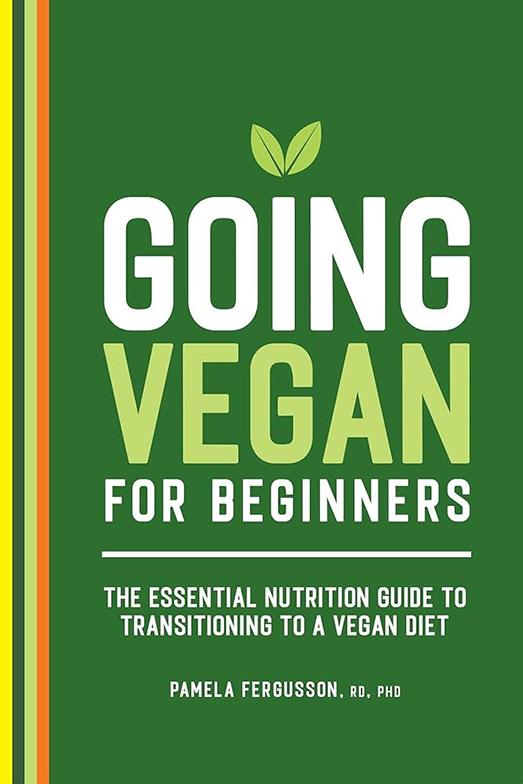 GOING
VEGAN
FOR BEGINNERS
THE ESSENTIAL NUTRITION GUIDE TO
TRANSITIONING TO A VEGAN DIET
PAMELA FERGUSSON, RD, PHD